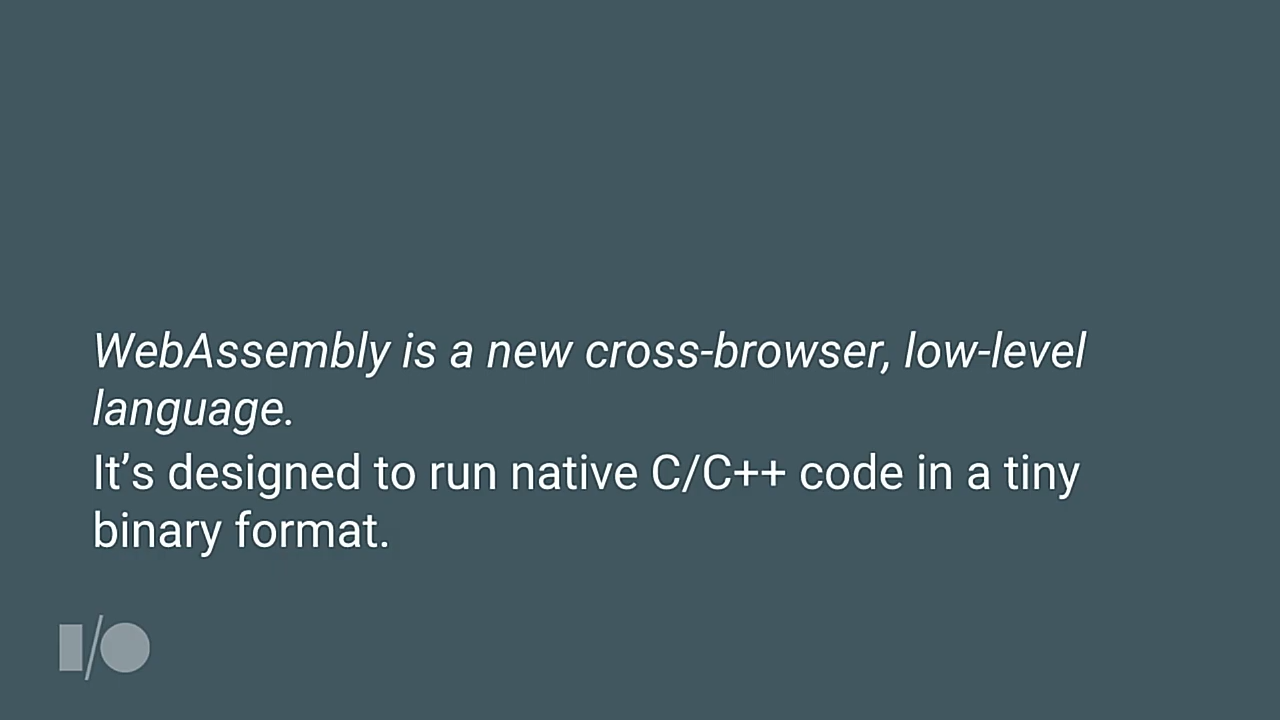 WebAssembly is a new cross-browser, low-level
language.
It’s designed to run native C/C++ code in a tiny
binary format.
I/O